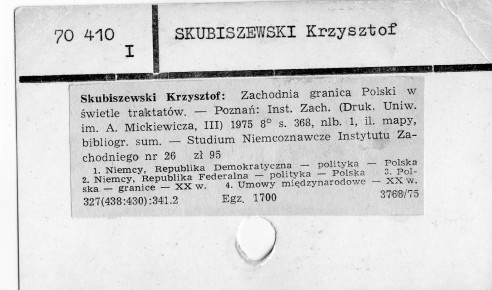 70 410
I
SKUBISZEWSKI Krzysztof
Skubiszewski Krzysztof: Zachodnia granica Polski w
świetle traktatów. — Poznań: Inst. Zach. (Druk. Uniw.
im. A. Mickiewicza, III) 1975 8° s. 368, nlb. 1, il. mapy,
bibliogr. sum. — Studium Niemcoznawcze Instytutu Za-
chodniego nr 26 zł 95
1. Niemcy, Republika Demokratyczna — polityka — Polska
2. Niemcy, Republika Federalna — polityka — Polska 3. Pol-
ska — granice — XX w. 4. Umowy międzynarodowe — XX w.
327(438:430):341.2 Egz. 1700 3768/75